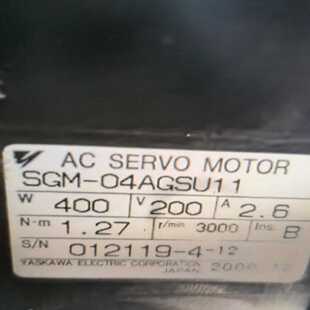 AC SERVO MOTOR
SGM-04AGSU11
W 400 V 200 A 2.6
N-m 1.27 r/min 3000 Ins. B
S/N 012119-4-12
YASKAWA ELECTRIC CORPORATION
JAPAN 2000